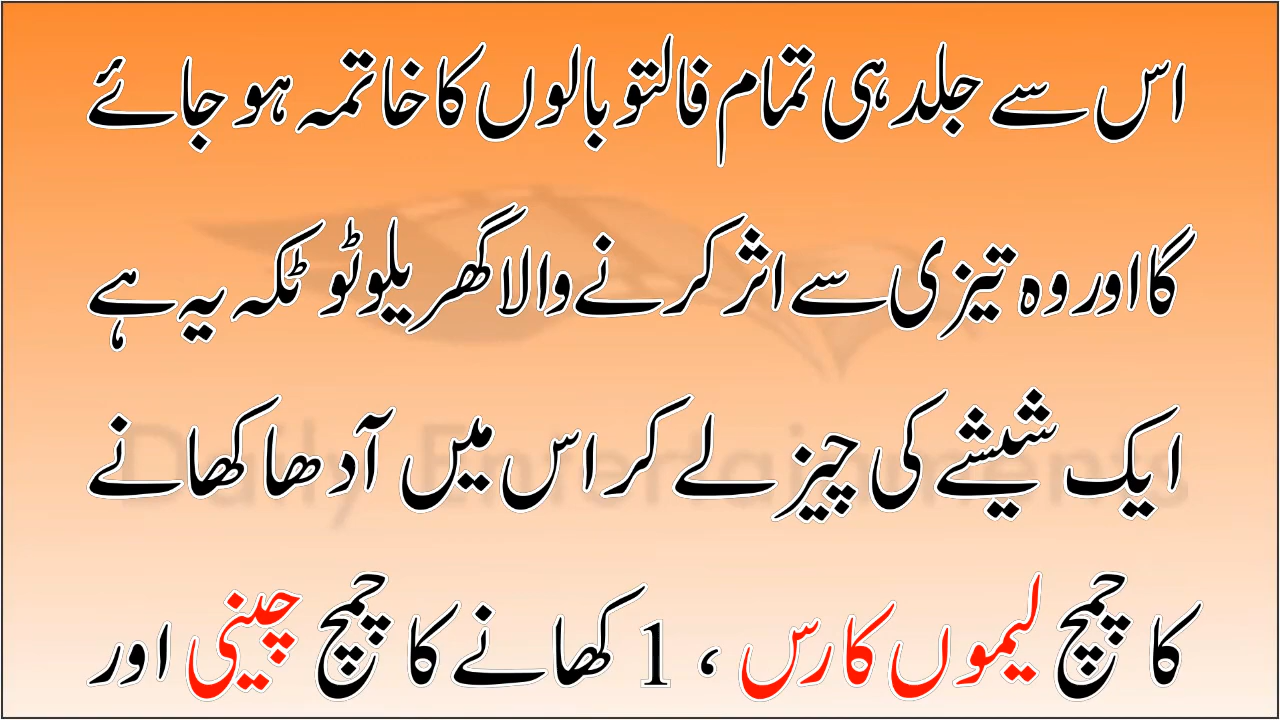 اس سے جلد ہی تمام فالتو بالوں کا خاتمہ ہو جائے
گا اور وہ تیزی سے اثر کرنے والا گھریلو ٹوٹکہ یہ ہے
ایک شیشے کی چیز لے کر اس میں آدھا کھانے
کا چمچ لیموں کا رس ، 1 کھانے کا چمچ چینی اور
Daily Entertainments